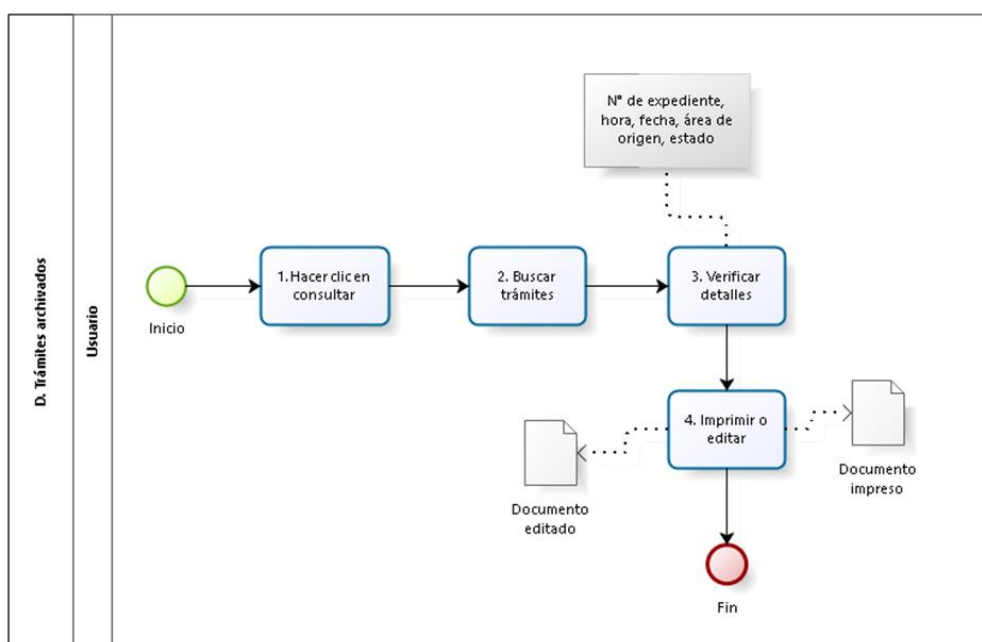 D. Trámites archivados
Usuario
N° de expediente,
hora, fecha, área de
origen, estado
Inicio
1.Hacer clic en
consultar
2. Buscar
trámites
3. Verificar
detalles
4. Imprimir o
editar
Documento
editado
Documento
impreso
Fin